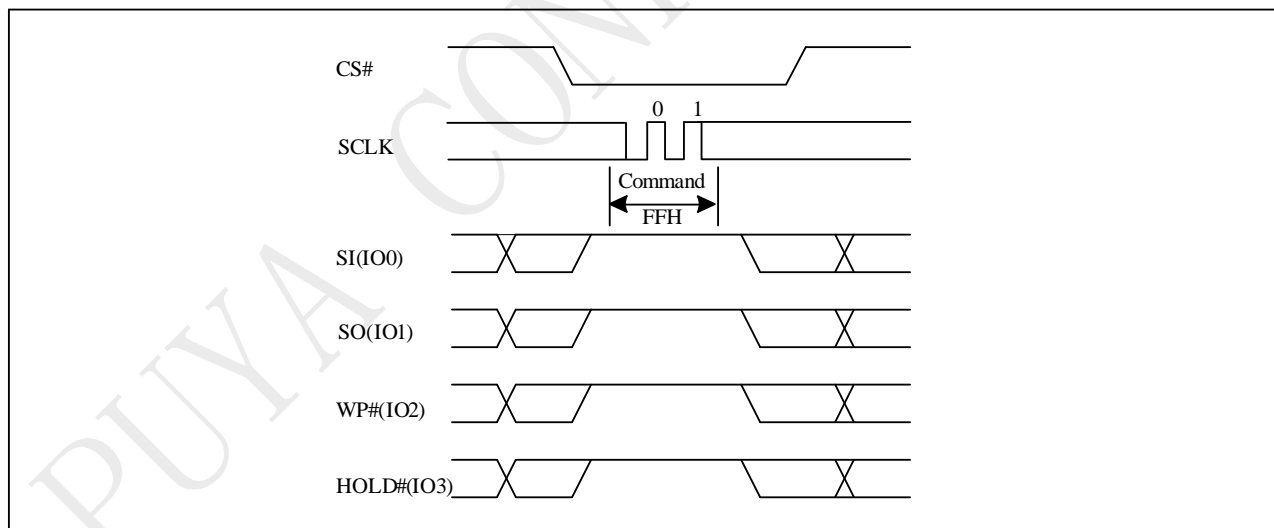 PUYA CON
CS#
0 1
SCLK
Command
FFH
SI(IO0)
SO(IO1)
WP#(IO2)
HOLD#(IO3)